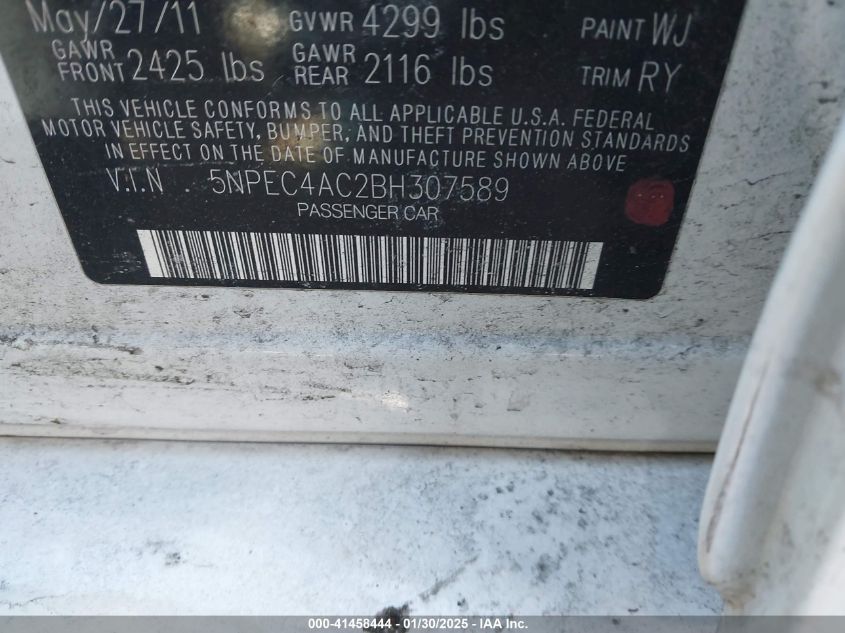 May/27/11 GVWR 4299 lbs PAINT WJ
GAWR FRONT 2425 lbs GAWR REAR 2116 lbs TRIM RY
THIS VEHICLE CONFORMS TO ALL APPLICABLE U.S.A. FEDERAL
MOTOR VEHICLE SAFETY, BUMPER, AND THEFT PREVENTION STANDARDS
IN EFFECT ON THE DATE OF MANUFACTURE SHOWN ABOVE.
V.I.N 5NPEC4AC2BH307589
PASSENGER CAR
000-41458444 - 01/30/2025 - IAA Inc.